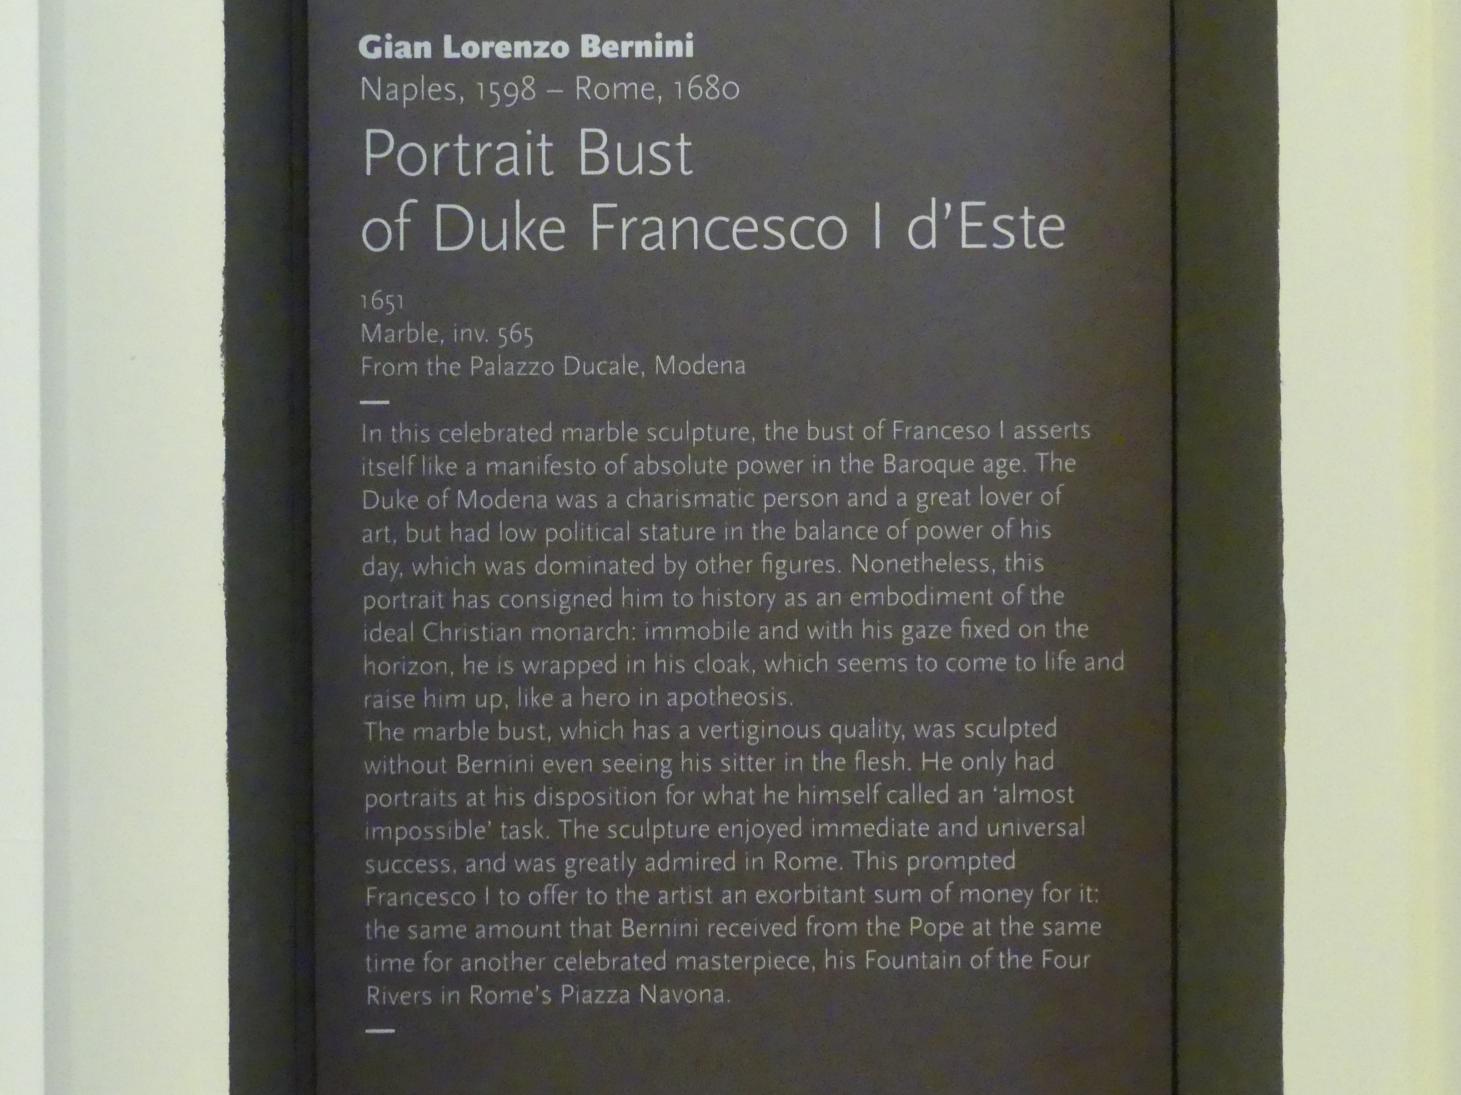 Gian Lorenzo Bernini
Naples, 1598 – Rome, 1680
Portrait Bust
of Duke Francesco I d'Este
1651
Marble, inv. 565
From the Palazzo Ducale, Modena
In this celebrated marble sculpture, the bust of Franceso I asserts
itself like a manifesto of absolute power in the Baroque age. The
Duke of Modena was a charismatic person and a great lover of
art, but had low political stature in the balance of power of his
day, which was dominated by other figures. Nonetheless, this
portrait has consigned him to history as an embodiment of the
ideal Christian monarch: immobile and with his gaze fixed on the
horizon, he is wrapped in his cloak, which seems to come to life and
raise him up, like a hero in apotheosis.
The marble bust, which has a vertiginous quality, was sculpted
without Bernini even seeing his sitter in the flesh. He only had
portraits at his disposition for what he himself called an ‘almost
impossible’ task. The sculpture enjoyed immediate and universal
success, and was greatly admired in Rome. This prompted
Francesco I to offer to the artist an exorbitant sum of money for it:
the same amount that Bernini received from the Pope at the same
time for another celebrated masterpiece, his Fountain of the Four
Rivers in Rome's Piazza Navona.